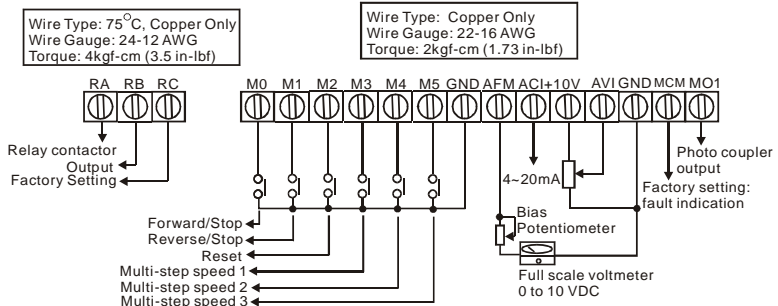 Wire Type: 75°C, Copper Only
Wire Gauge: 24-12 AWG
Torque: 4kgf-cm (3.5 in-lbf)
Wire Type: Copper Only
Wire Gauge: 22-16 AWG
Torque: 2kgf-cm (1.73 in-lbf)
RA RB RC
M0 M1 M2 M3 M4 M5 GND AFM ACI +10V AVI GND MCM MO1
Relay contactor
Output
Factory Setting
4~20mA
Photo coupler
output
Factory setting:
fault indication
Bias
Potentiometer
Forward/Stop
Reverse/Stop
Reset
Multi-step speed 1
Multi-step speed 2
Multi-step speed 3
Full scale voltmeter
0 to 10 VDC